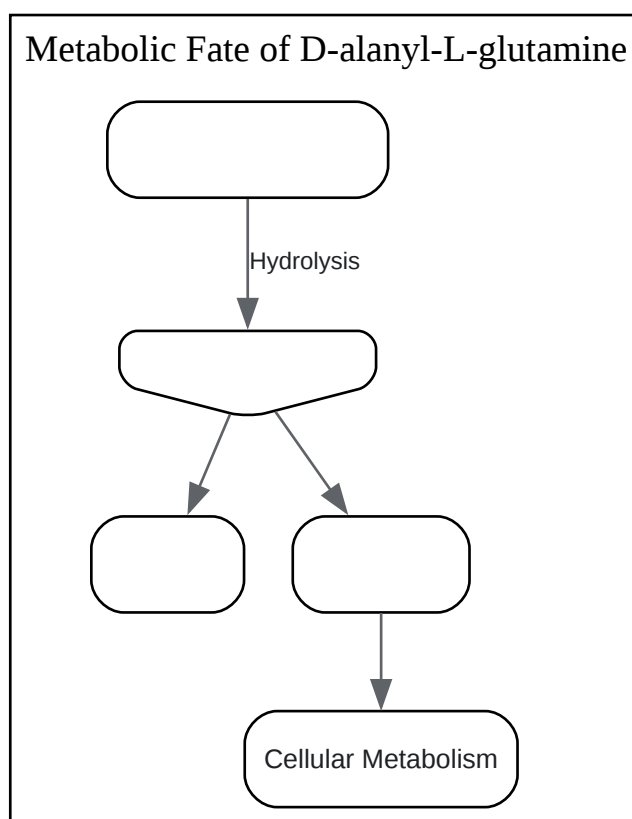 Metabolic Fate of D-alanyl-L-glutamine
Hydrolysis
Cellular Metabolism